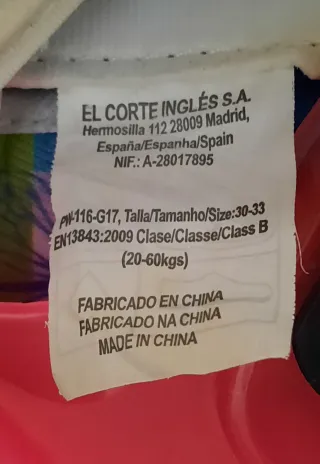 EL CORTE INGLÉS S.A.
Hermosilla 112 28009 Madrid,
España/Espanha/Spain
NIF.: A-28017895
PW-116-G17, Talla/Tamanho/Size:30-33
EN13843:2009 Clase/Classe/Class B
(20-60kgs)
FABRICADO EN CHINA
FABRICADO NA CHINA
MADE IN CHINA